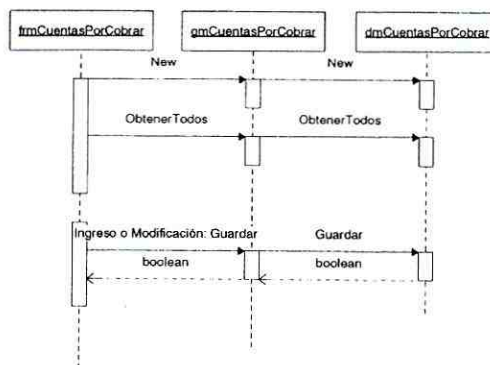 frmCuentasPorCobrar
gmCuentasPorCobrar
dmCuentasPorCobrar
New
New
ObtenerTodos
ObtenerTodos
Ingreso o Modificación: Guardar
Guardar
boolean
boolean